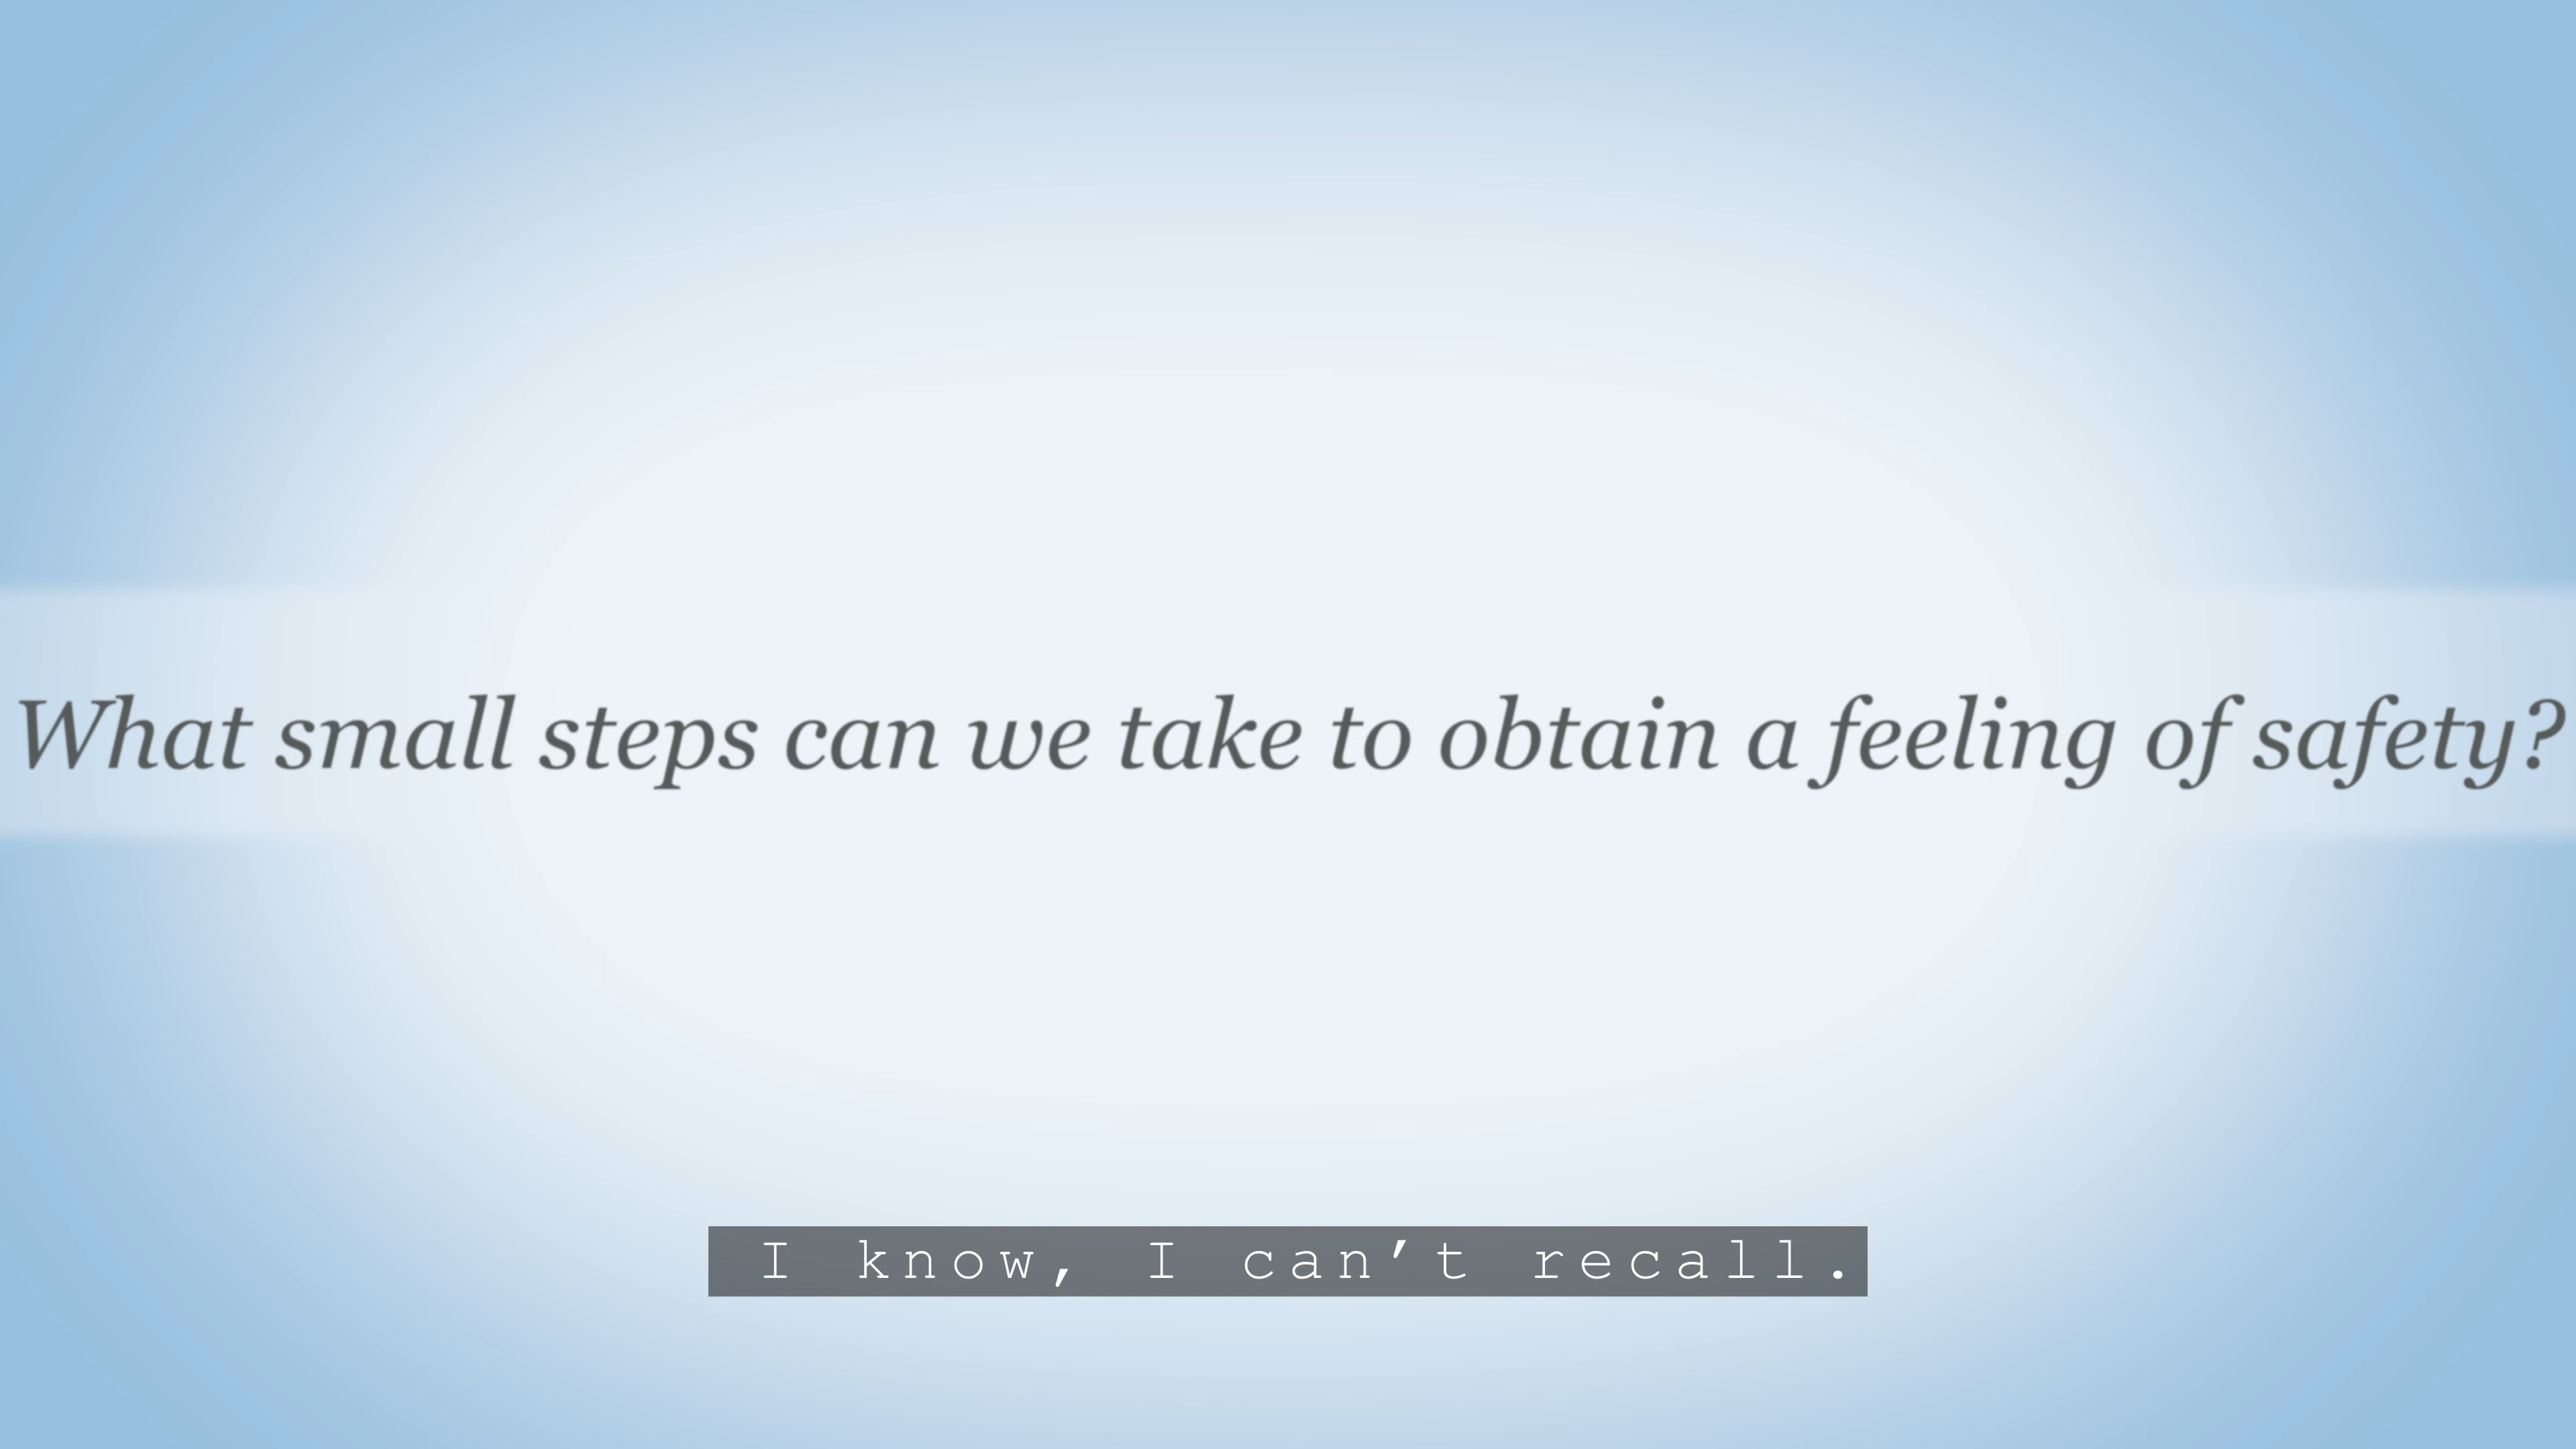 What small steps can we take to obtain a feeling of safety?
I know, I can’t recall.